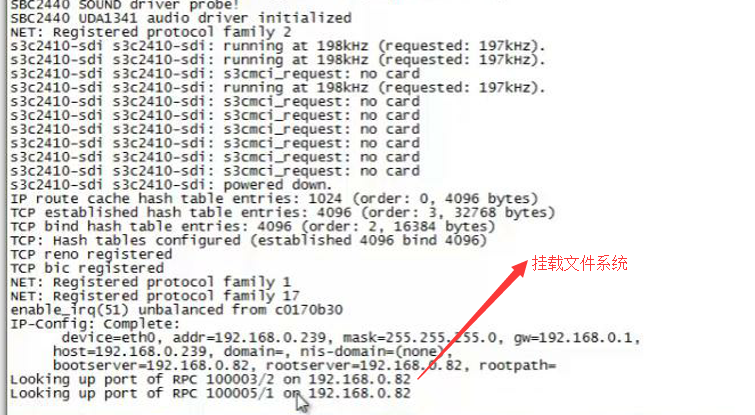 SBC2440 SOUND driver probe!
SBC2440 UDA1341 audio driver initialized
NET: Registered protocol family 2
s3c2410-sdi s3c2410-sdi: running at 198kHz (requested: 197kHz).
s3c2410-sdi s3c2410-sdi: running at 198kHz (requested: 197kHz).
s3c2410-sdi s3c2410-sdi: s3cmci_request: no card
s3c2410-sdi s3c2410-sdi: running at 198kHz (requested: 197kHz).
s3c2410-sdi s3c2410-sdi: s3cmci_request: no card
s3c2410-sdi s3c2410-sdi: s3cmci_request: no card
s3c2410-sdi s3c2410-sdi: s3cmci_request: no card
s3c2410-sdi s3c2410-sdi: s3cmci_request: no card
s3c2410-sdi s3c2410-sdi: s3cmci_request: no card
s3c2410-sdi s3c2410-sdi: s3cmci_request: no card
s3c2410-sdi s3c2410-sdi: powered down.
IP route cache hash table entries: 1024 (order: 0, 4096 bytes)
TCP established hash table entries: 4096 (order: 3, 32768 bytes)
TCP bind hash table entries: 4096 (order: 2, 16384 bytes)
TCP: Hash tables configured (established 4096 bind 4096)
TCP reno registered
挂载文件系统
TCP bic registered
NET: Registered protocol family 1
NET: Registered protocol family 17
enable_irq(51) unbalanced from c0170b30
IP-Config: Complete:
device=eth0, addr=192.168.0.239, mask=255.255.255.0, gw=192.168.0.1,
host=192.168.0.239, domain=, nis-domain=(none),
bootserver=192.168.0.82, rootserver=192.168.0.82, rootpath=
Looking up port of RPC 100003/2 on 192.168.0.82
Looking up port of RPC 100005/1 on 192.168.0.82